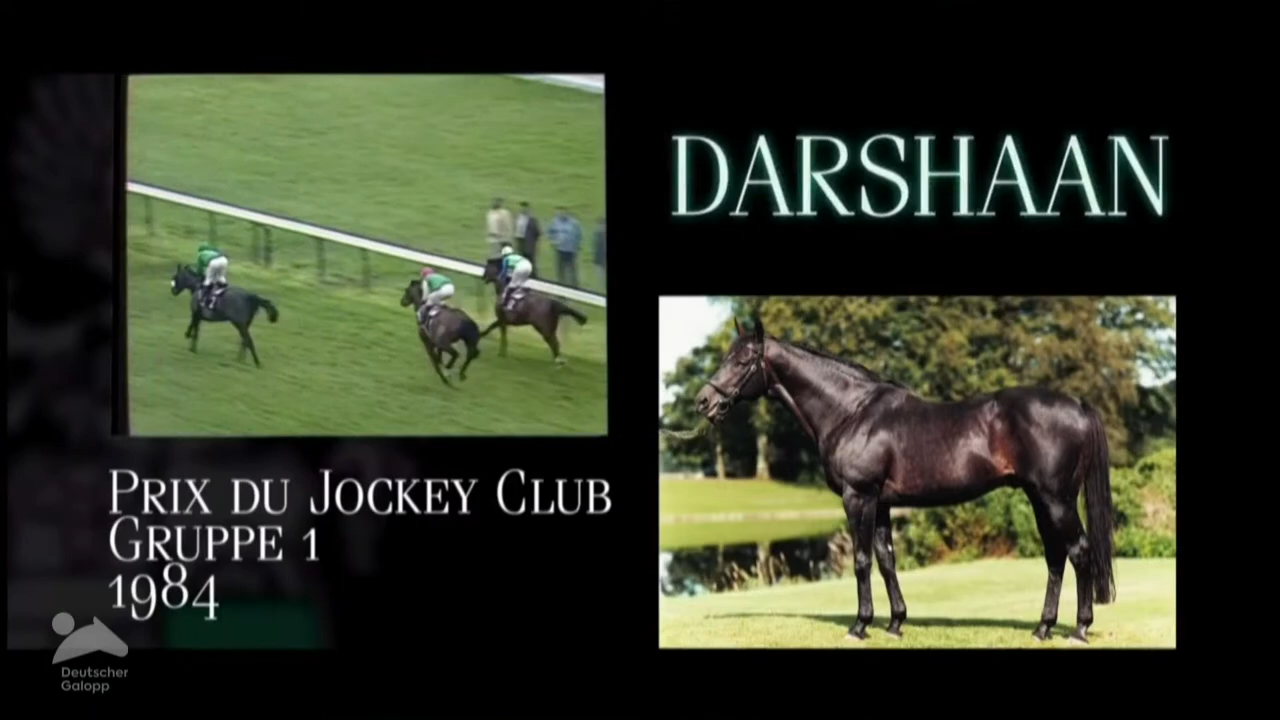 DARSHAAN
PRIX DU JOCKEY CLUB
GRUPPE 1
1984
Deutscher
Galopp